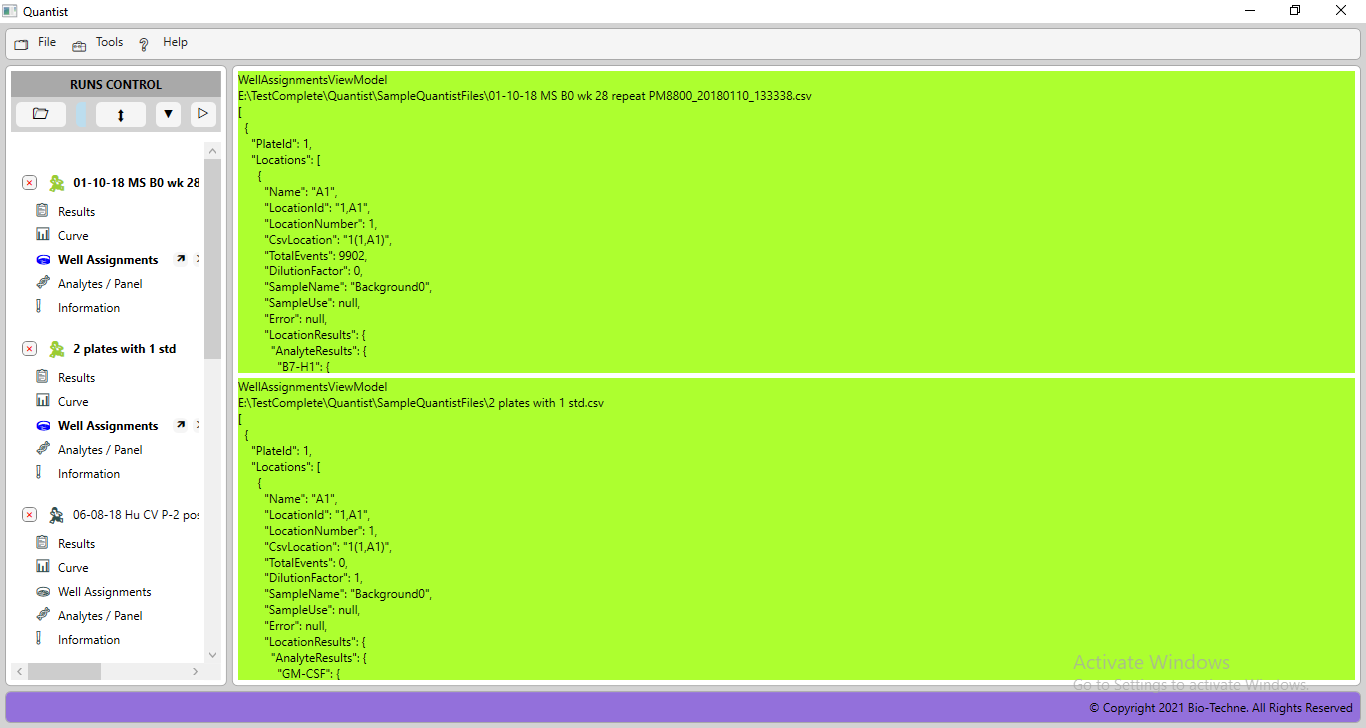 Quantist
File Tools Help
RUNS CONTROL
01-10-18 MS B0 wk 28
Results
Curve
Well Assignments
Analytes / Panel
Information
2 plates with 1 std
Results
Curve
Well Assignments
Analytes / Panel
Information
06-08-18 Hu CV P-2 pos
Results
Curve
Well Assignments
Analytes / Panel
Information
WellAssignmentsViewModel
E:\TestComplete\Quantist\SampleQuantistFiles\01-10-18 MS B0 wk 28 repeat PM8800_20180110_133338.csv
[
{
"PlateId": 1,
"Locations": [
{
"Name": "A1",
"LocationId": "1,A1",
"LocationNumber": 1,
"CsvLocation": "1(1,A1)",
"TotalEvents": 9902,
"DilutionFactor": 0,
"SampleName": "Background0",
"SampleUse": null,
"Error": null,
"LocationResults": {
"AnalyteResults": {
"B7-H1": {
WellAssignmentsViewModel
E:\TestComplete\Quantist\SampleQuantistFiles\2 plates with 1 std.csv
[
{
"PlateId": 1,
"Locations": [
{
"Name": "A1",
"LocationId": "1,A1",
"LocationNumber": 1,
"CsvLocation": "1(1,A1)",
"TotalEvents": 0,
"DilutionFactor": 1,
"SampleName": "Background0",
"SampleUse": null,
"Error": null,
"LocationResults": {
"AnalyteResults": {
"GM-CSF": {
Activate Windows
Go to Settings to activate Windows.
© Copyright 2021 Bio-Techne. All Rights Reserved